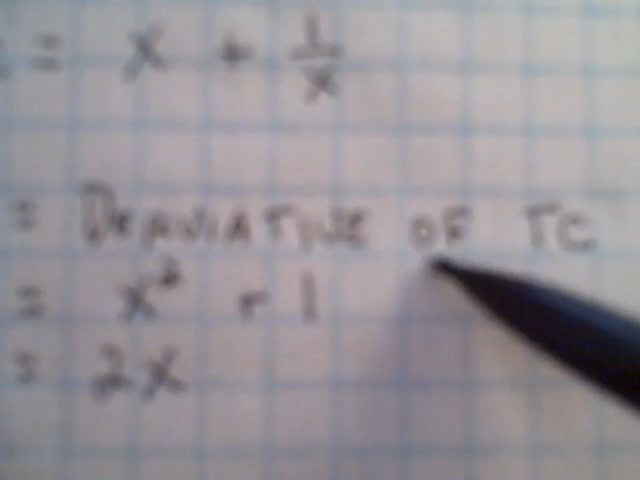 = x + 1/x
= DERIVATIVE OF TC
= x² + 1
= 2x